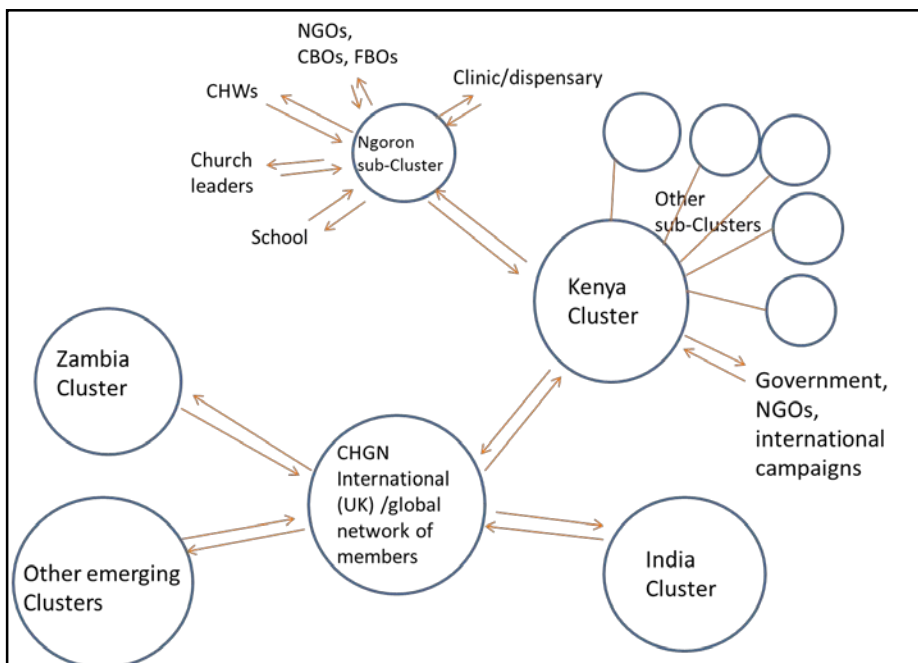 NGOs,
CBOs, FBOs
Clinic/dispensary
CHWs
Ngoron
sub-Cluster
Church
leaders
School
Other
sub-Clusters
Kenya
Cluster
Zambia
Cluster
Government,
NGOs,
international
campaigns
CHGN
International
(UK) /global
network of
members
Other emerging
Clusters
India
Cluster